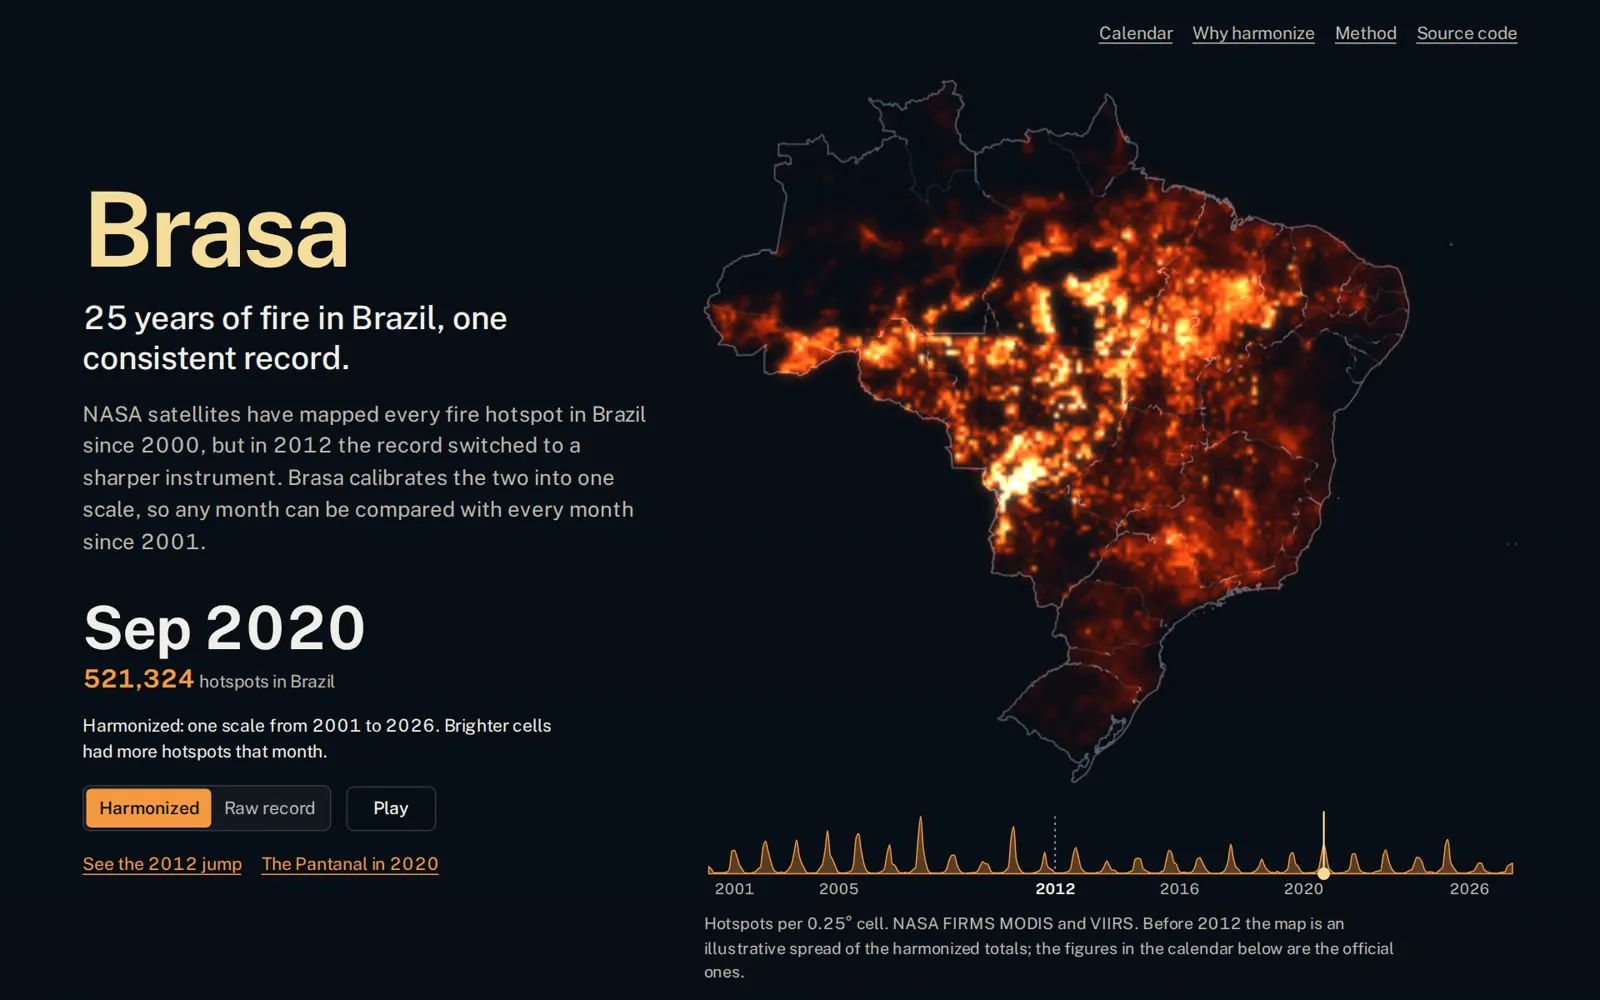 Calendar Why harmonize Method Source code
Brasa
25 years of fire in Brazil, one
consistent record.
NASA satellites have mapped every fire hotspot in Brazil
since 2000, but in 2012 the record switched to a
sharper instrument. Brasa calibrates the two into one
scale, so any month can be compared with every month
since 2001.
Sep 2020
521,324 hotspots in Brazil
Harmonized: one scale from 2001 to 2026. Brighter cells
had more hotspots that month.
Harmonized Raw record Play
See the 2012 jump The Pantanal in 2020
2001 2005 2012 2016 2020 2026
Hotspots per 0.25° cell. NASA FIRMS MODIS and VIIRS. Before 2012 the map is an
illustrative spread of the harmonized totals; the figures in the calendar below are the official
ones.